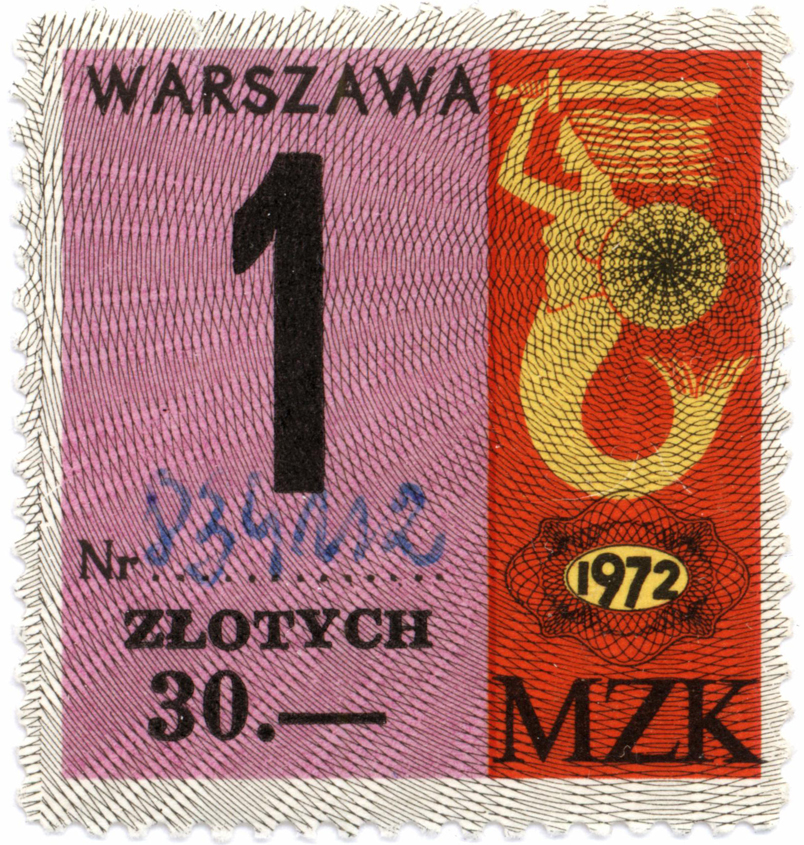 WARSZAWA
1
Nr
ZŁOTYCH
30.—
1972
MZK